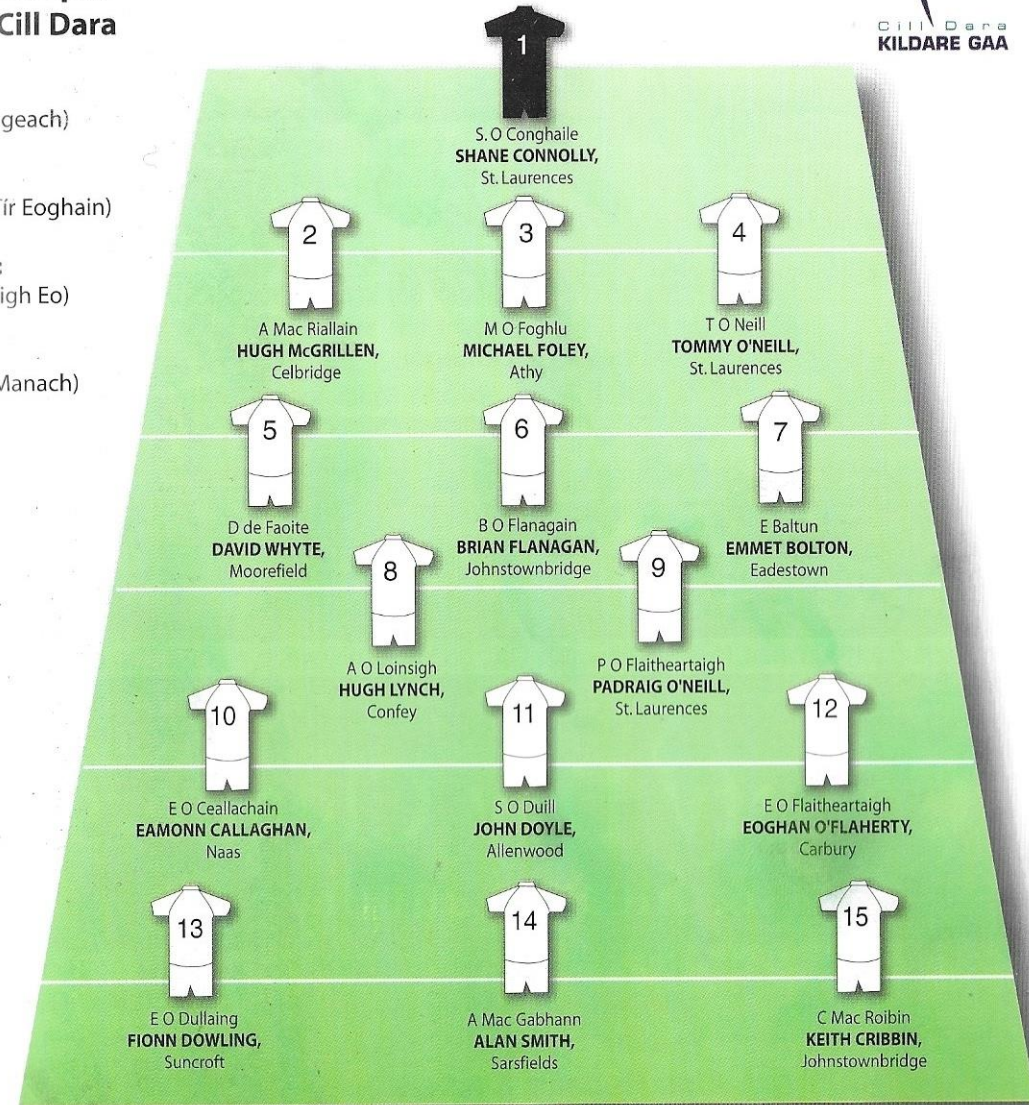 Cill Dara
Cill Dara
KILDARE GAA
geach)
ír Eoghain)
igh Eo)
Manach)
1
S. O Conghaile
SHANE CONNOLLY,
St. Laurences
2
A Mac Riallain
HUGH McGRILLEN,
Celbridge
3
M O Foghlu
MICHAEL FOLEY,
Athy
4
T O Neill
TOMMY O'NEILL,
St. Laurences
5
D de Faoite
DAVID WHYTE,
Moorefield
6
B O Flanagain
BRIAN FLANAGAN,
Johnstownbridge
7
E Baltun
EMMET BOLTON,
Eadestown
8
A O Loinsigh
HUGH LYNCH,
Confey
9
P O Flaitheartaigh
PADRAIG O'NEILL,
St. Laurences
10
E O Ceallachain
EAMONN CALLAGHAN,
Naas
11
S O Duill
JOHN DOYLE,
Allenwood
12
E O Flaitheartaigh
EOGHAN O'FLAHERTY,
Carbury
13
E O Dullaing
FIONN DOWLING,
Suncroft
14
A Mac Gabhann
ALAN SMITH,
Sarsfields
15
C Mac Roibin
KEITH CRIBBIN,
Johnstownbridge